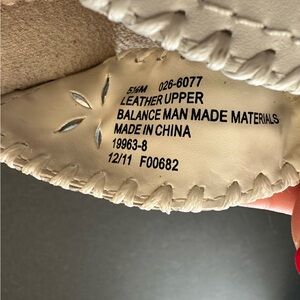 5½M 026-6077
LEATHER UPPER
BALANCE MAN MADE MATERIALS
MADE IN CHINA
19963-8
12/11 F00682